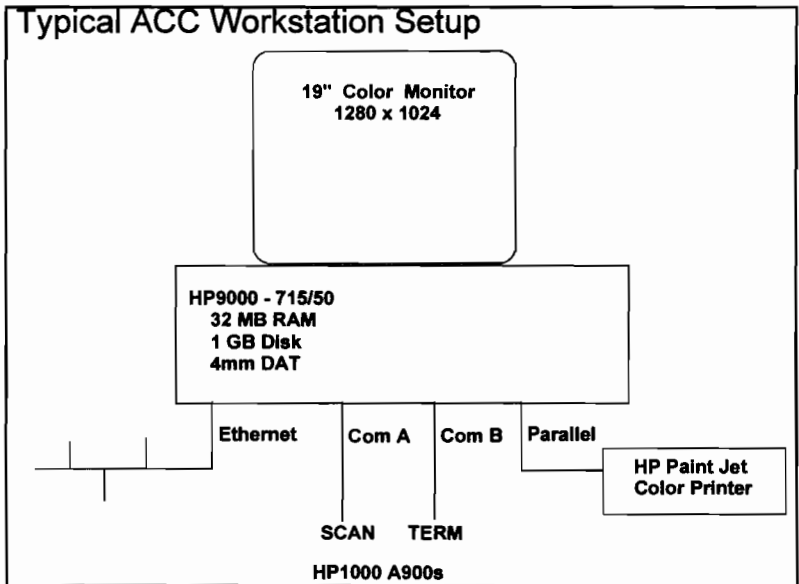 Typical ACC Workstation Setup
19" Color Monitor
1280 x 1024
HP9000 - 715/50
32 MB RAM
1 GB Disk
4mm DAT
Ethernet
Com A
Com B
Parallel
HP Paint Jet
Color Printer
SCAN
TERM
HP1000 A900s